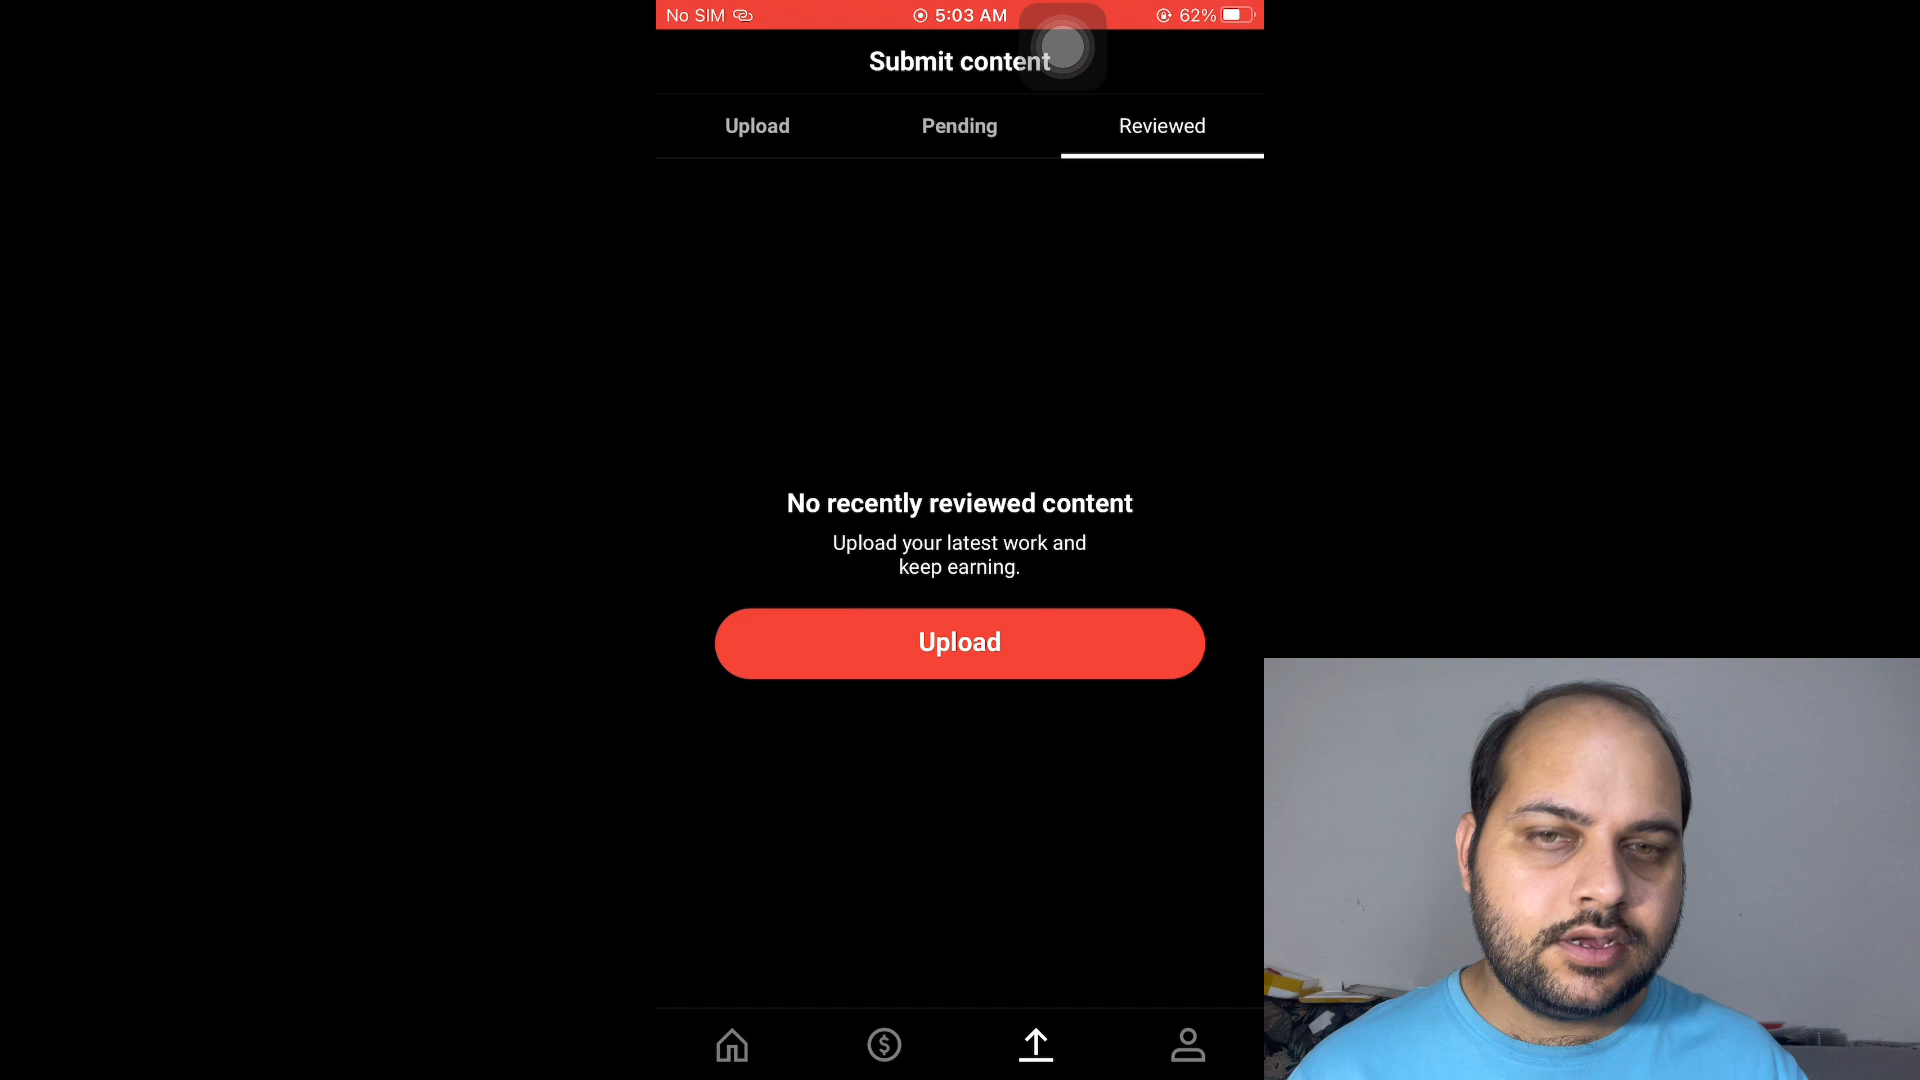 No SIM
5:03 AM
62%
Submit content
Upload
Pending
Reviewed
No recently reviewed content
Upload your latest work and
keep earning.
Upload